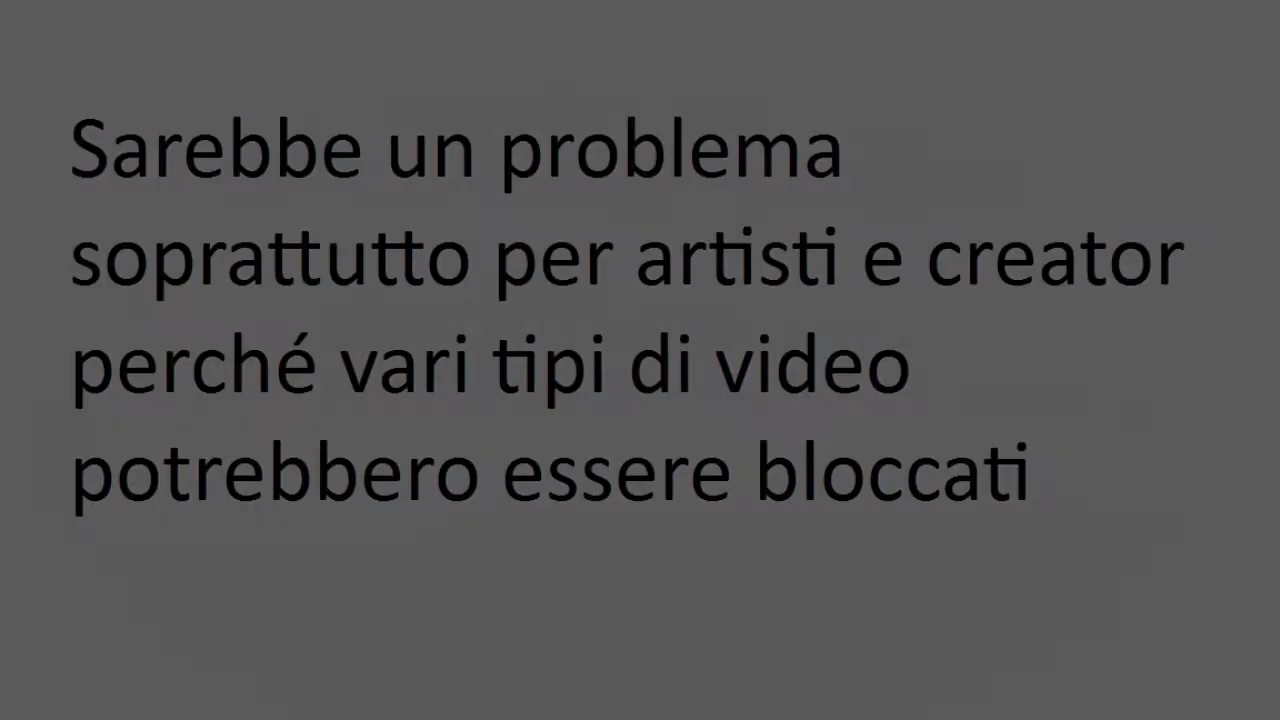 Sarebbe un problema
soprattutto per artisti e creator
perché vari tipi di video
potrebbero essere bloccati